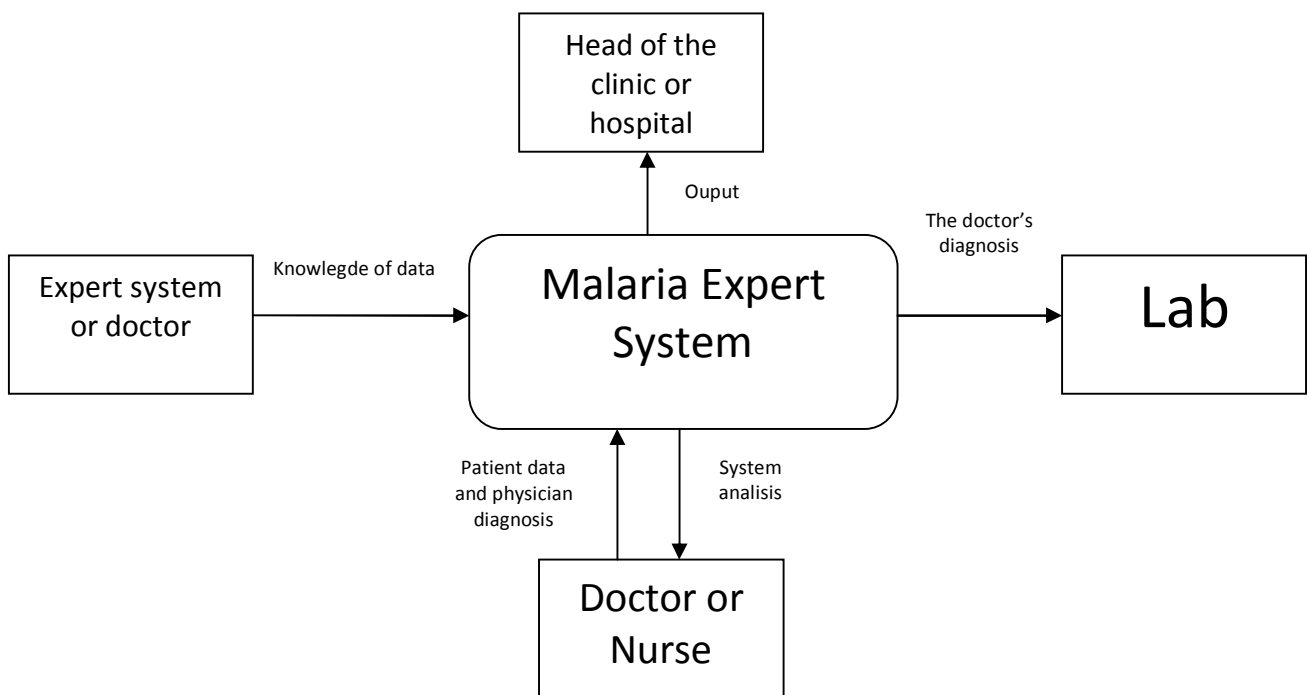 Head of the
clinic or
hospital
Ouput
The doctor’s
diagnosis
Expert system
or doctor
Knowlegde of data
Malaria Expert
System
Lab
Patient data
and physician
diagnosis
System
analisis
Doctor or
Nurse